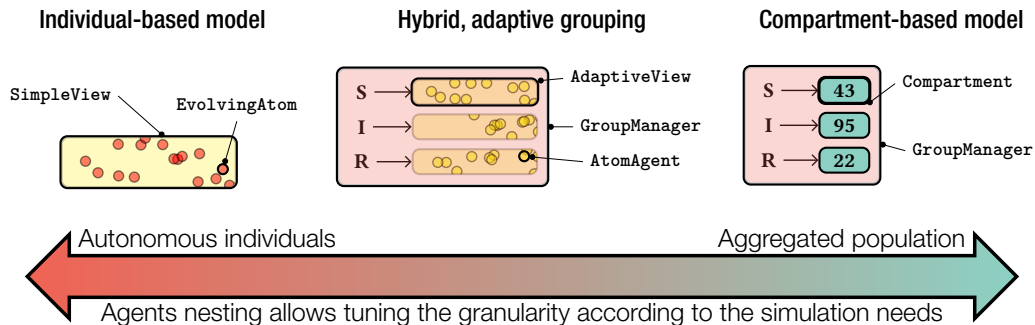 Individual-based model
Hybrid, adaptive grouping
Compartment-based model
SimpleView
EvolvingAtom
S
I
R
AdaptiveView
GroupManager
AtomAgent
S 43
I 95
R 22
Compartment
GroupManager
Autonomous individuals
Aggregated population
Agents nesting allows tuning the granularity according to the simulation needs